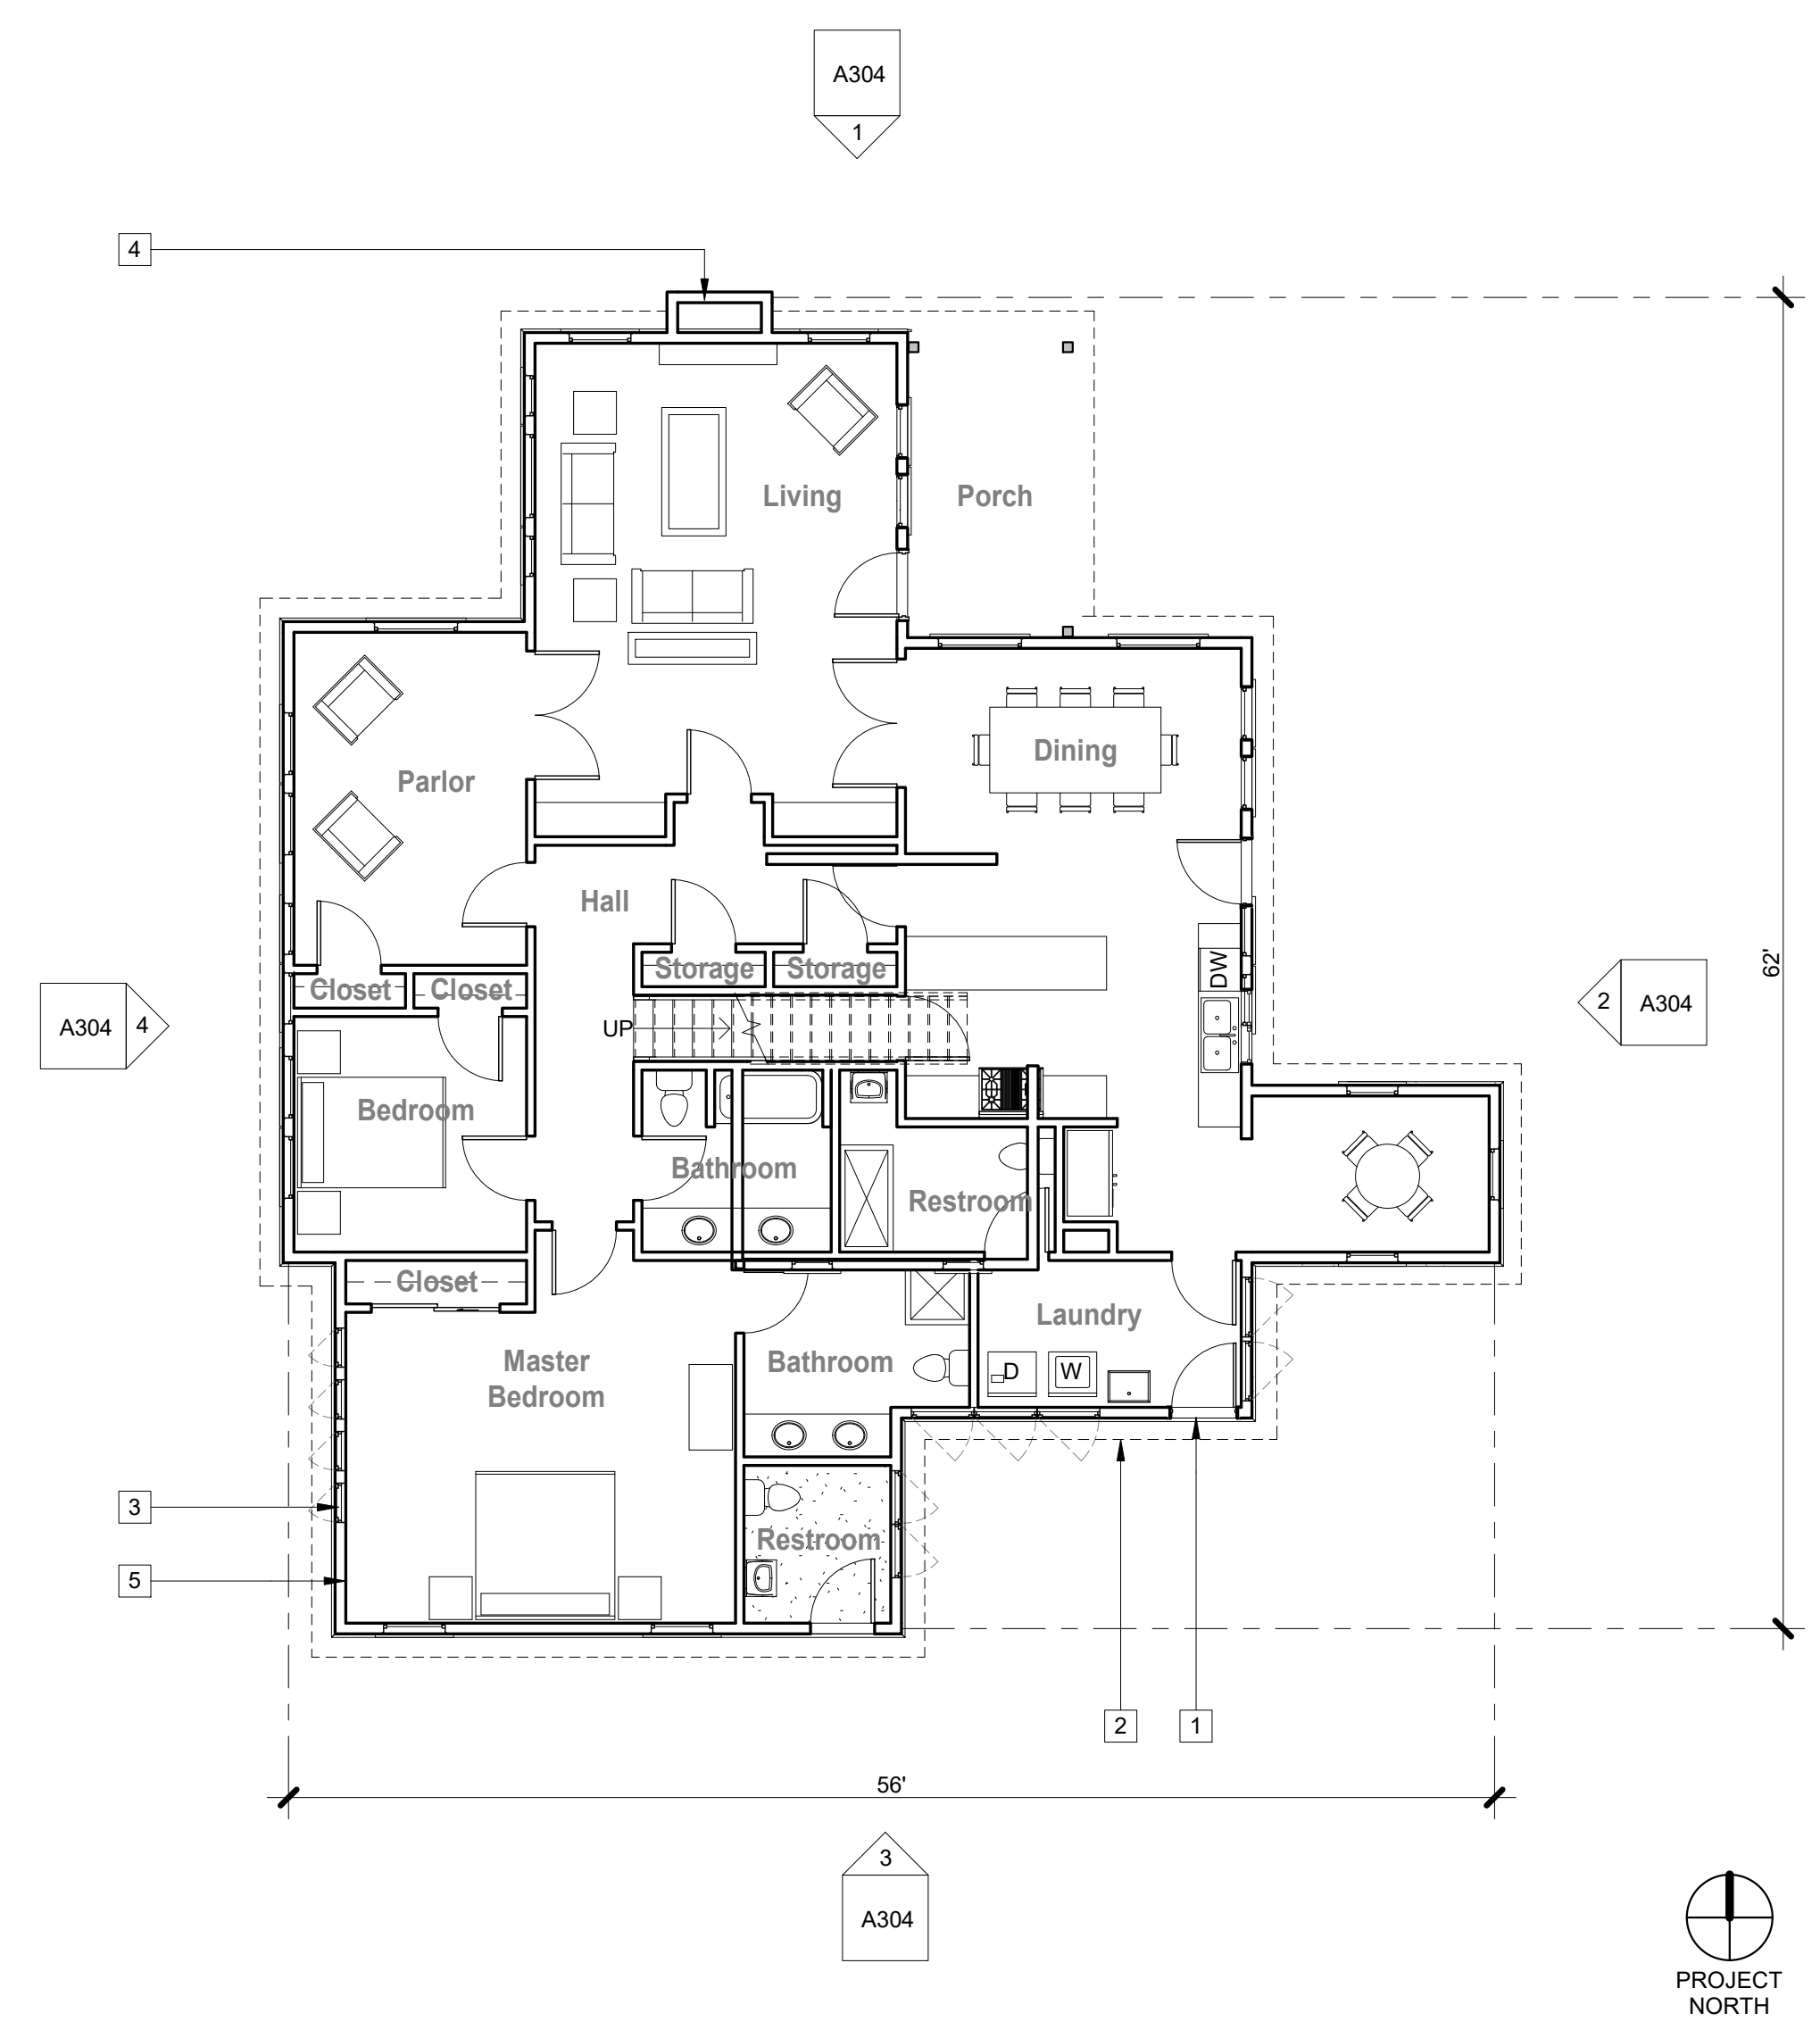 A304
1
4
Living
Porch
Dining
Parlor
Hall
62'
DW
Storage
Storage
Closet
Closet
A304
4
2
A304
UP
Bedroom
Bathroom
Restroom
Closet
Laundry
Master
Bedroom
Bathroom
D
W
3
Restroom
5
2
1
56'
3
A304
PROJECT
NORTH